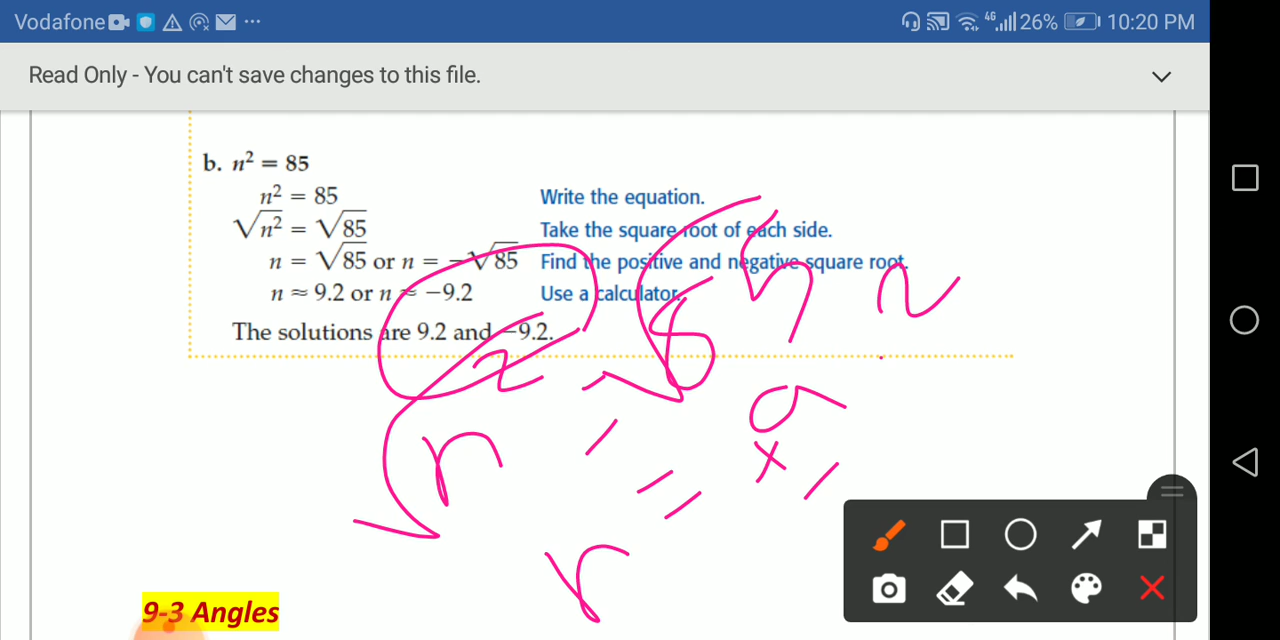 Vodafone 4G 26% 10:20 PM
Read Only - You can't save changes to this file.
b. n² = 85
n² = 85 Write the equation.
√n² = √85 Take the square root of each side.
n = √85 or n = −√85 Find the positive and negative square root.
n ≈ 9.2 or n ≈ −9.2 Use a calculator.
The solutions are 9.2 and −9.2.
9-3 Angles